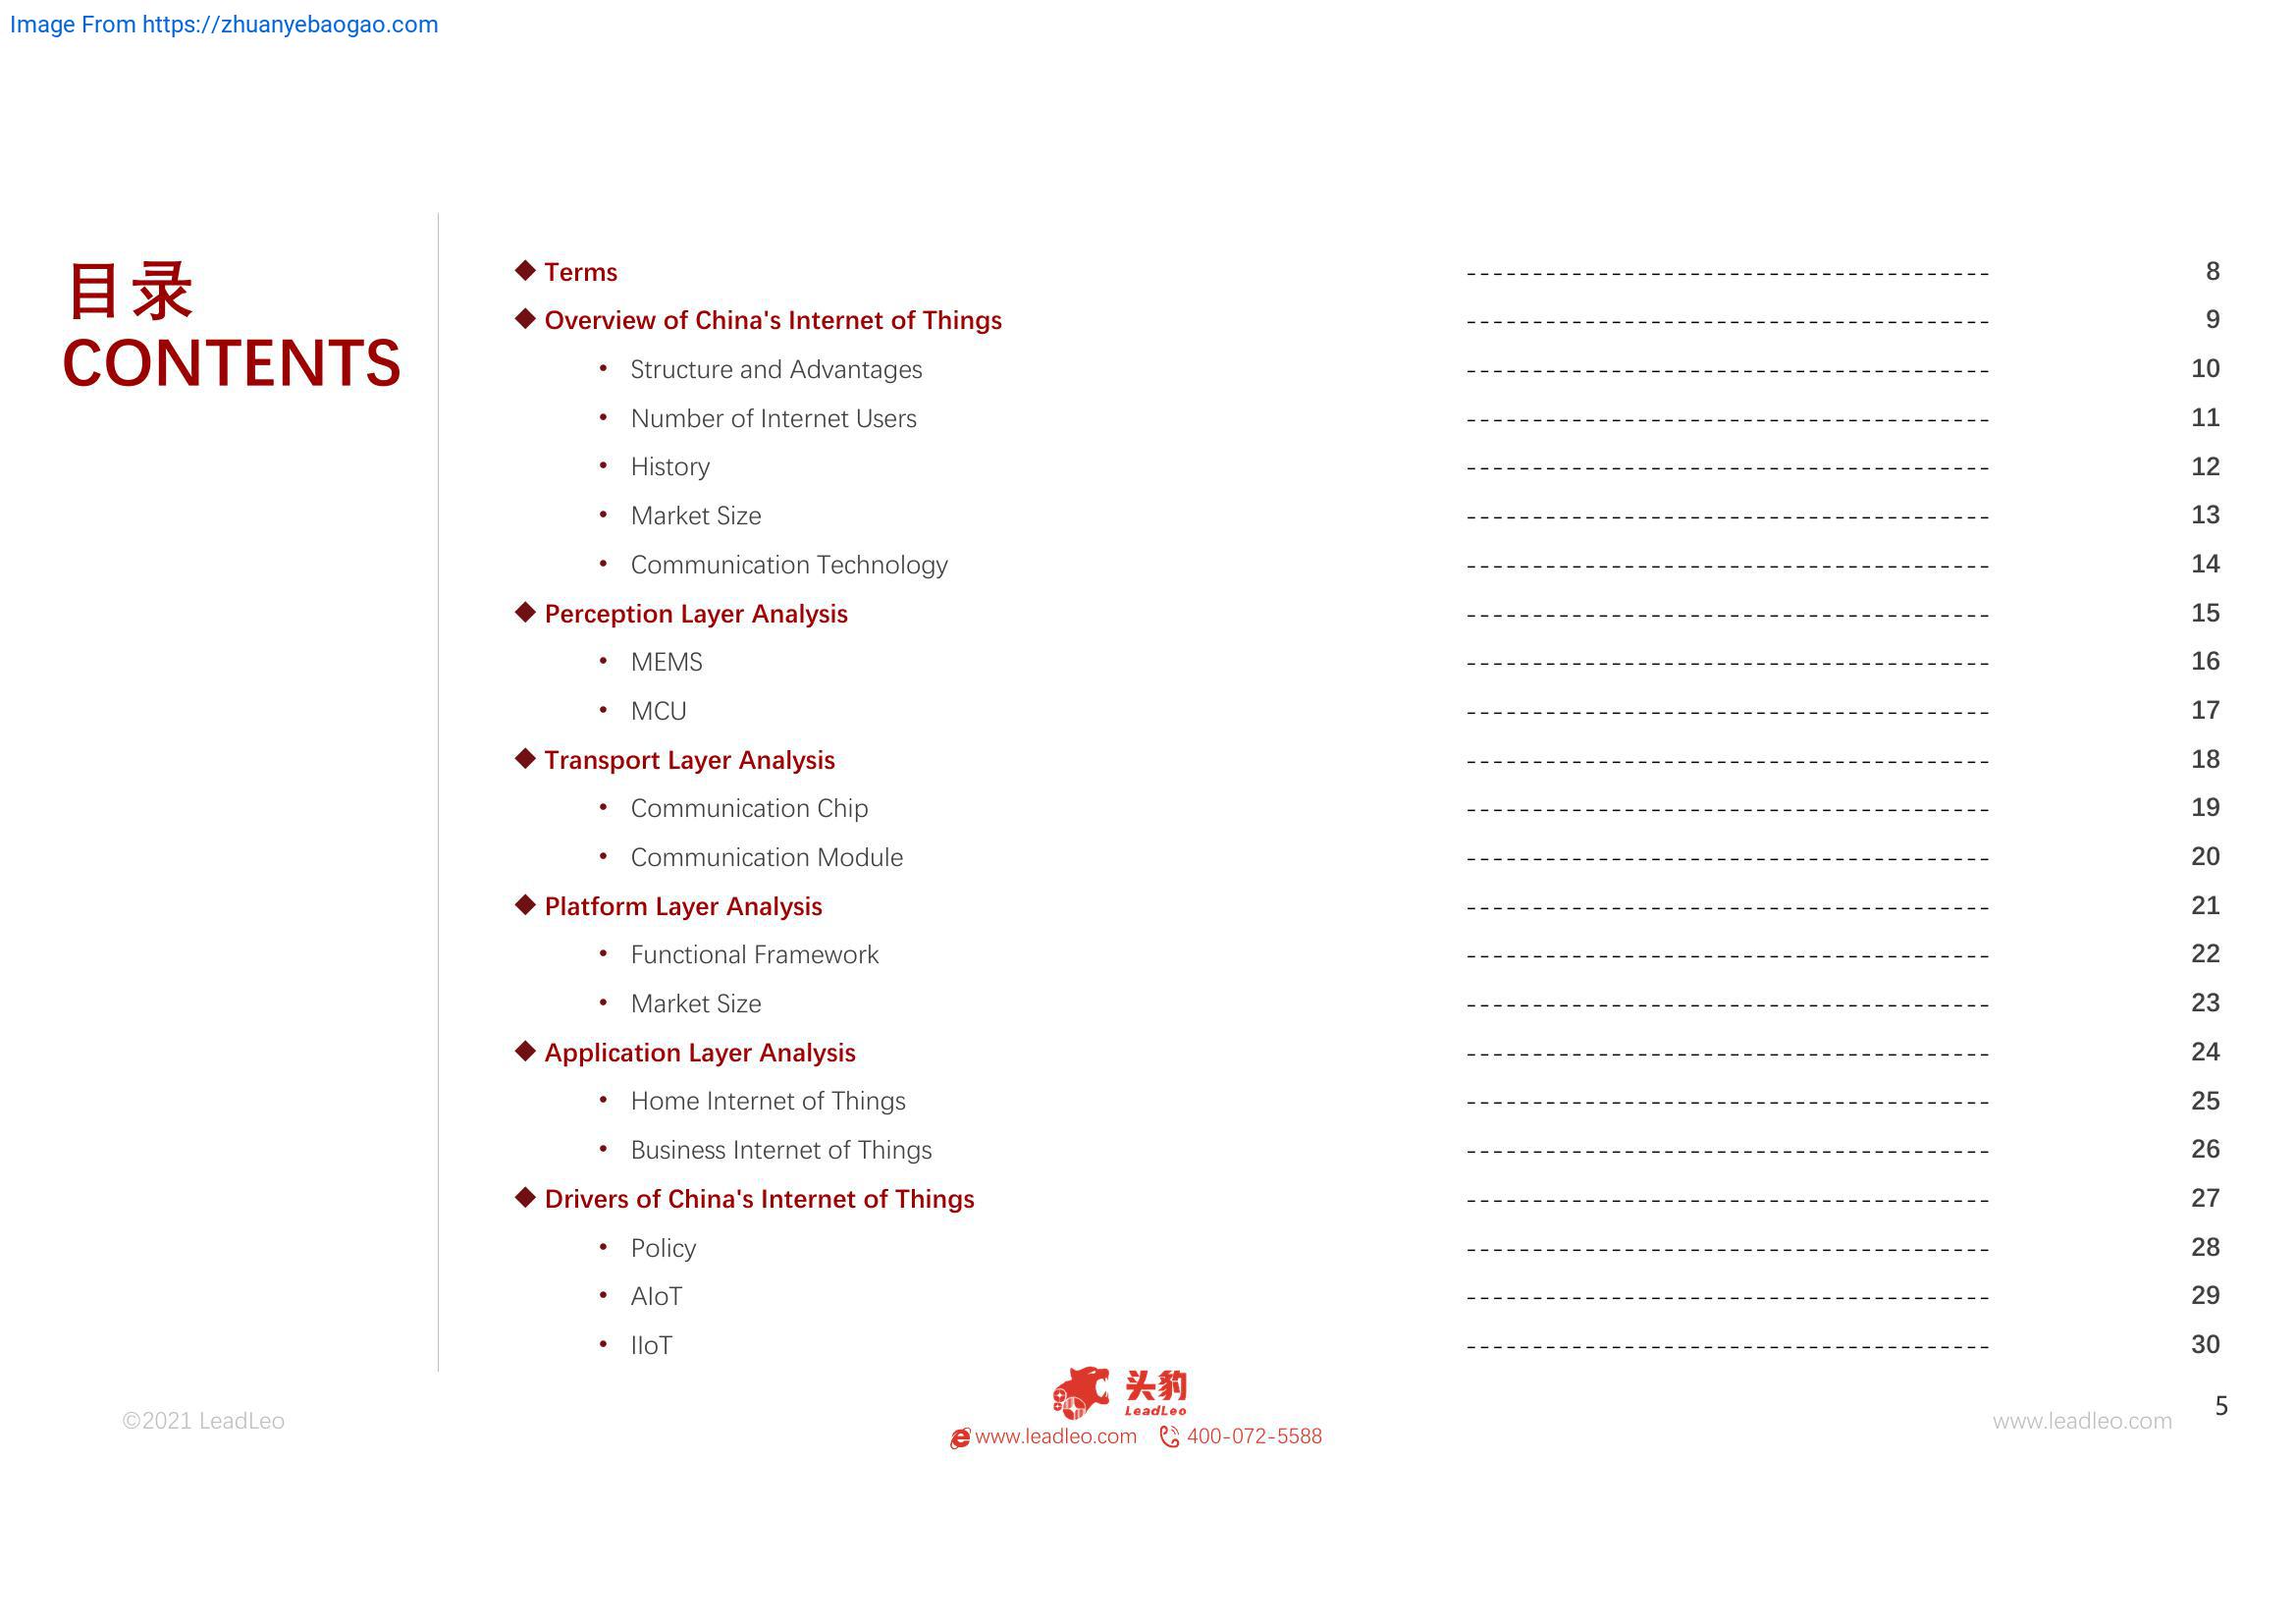 Image From https://zhuanyebaogao.com
目录
CONTENTS
◆ Terms 8
◆ Overview of China's Internet of Things 9
• Structure and Advantages 10
• Number of Internet Users 11
• History 12
• Market Size 13
• Communication Technology 14
◆ Perception Layer Analysis 15
• MEMS 16
• MCU 17
◆ Transport Layer Analysis 18
• Communication Chip 19
• Communication Module 20
◆ Platform Layer Analysis 21
• Functional Framework 22
• Market Size 23
◆ Application Layer Analysis 24
• Home Internet of Things 25
• Business Internet of Things 26
◆ Drivers of China's Internet of Things 27
• Policy 28
• AIoT 29
• IIoT 30
©2021 LeadLeo
头豹
LeadLeo
www.leadleo.com 400-072-5588
www.leadleo.com 5